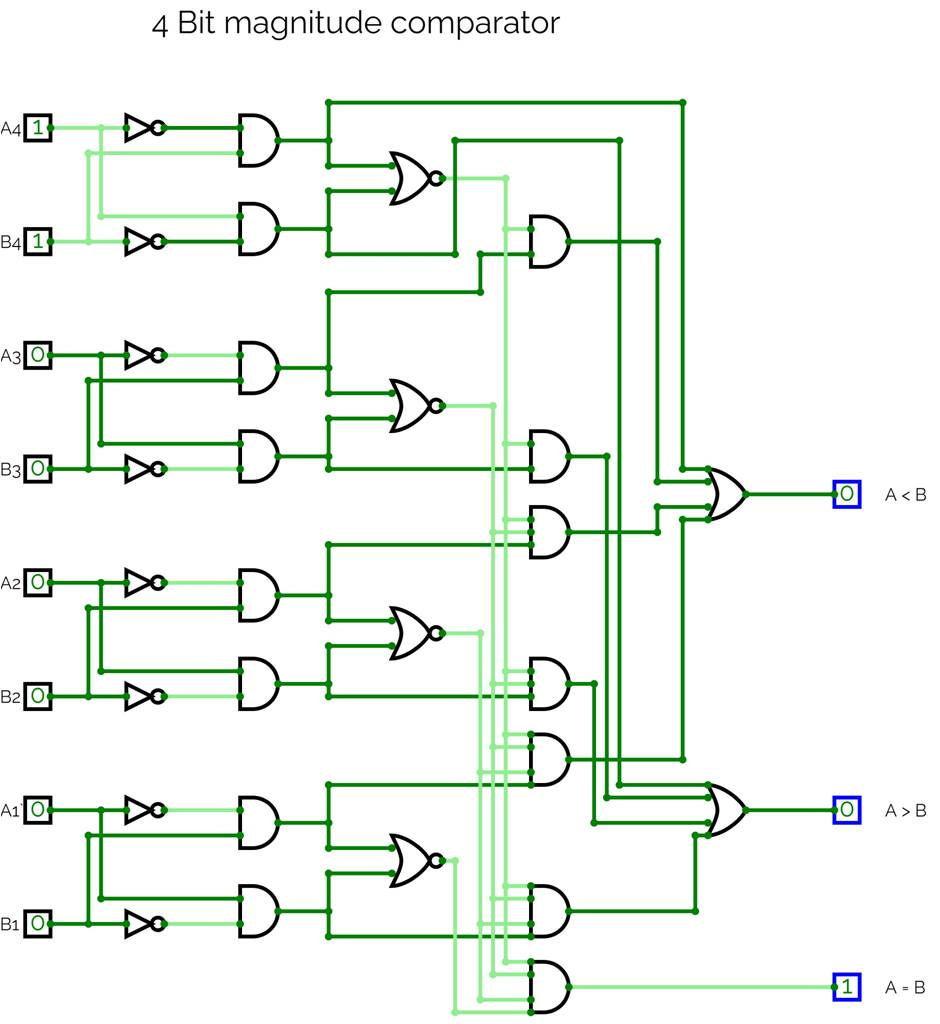 4 Bit magnitude comparator
A4 1
B4 1
A3 0
B3 0
0 A < B
A2 0
B2 0
A1` 0
0 A > B
B1 0
1 A = B